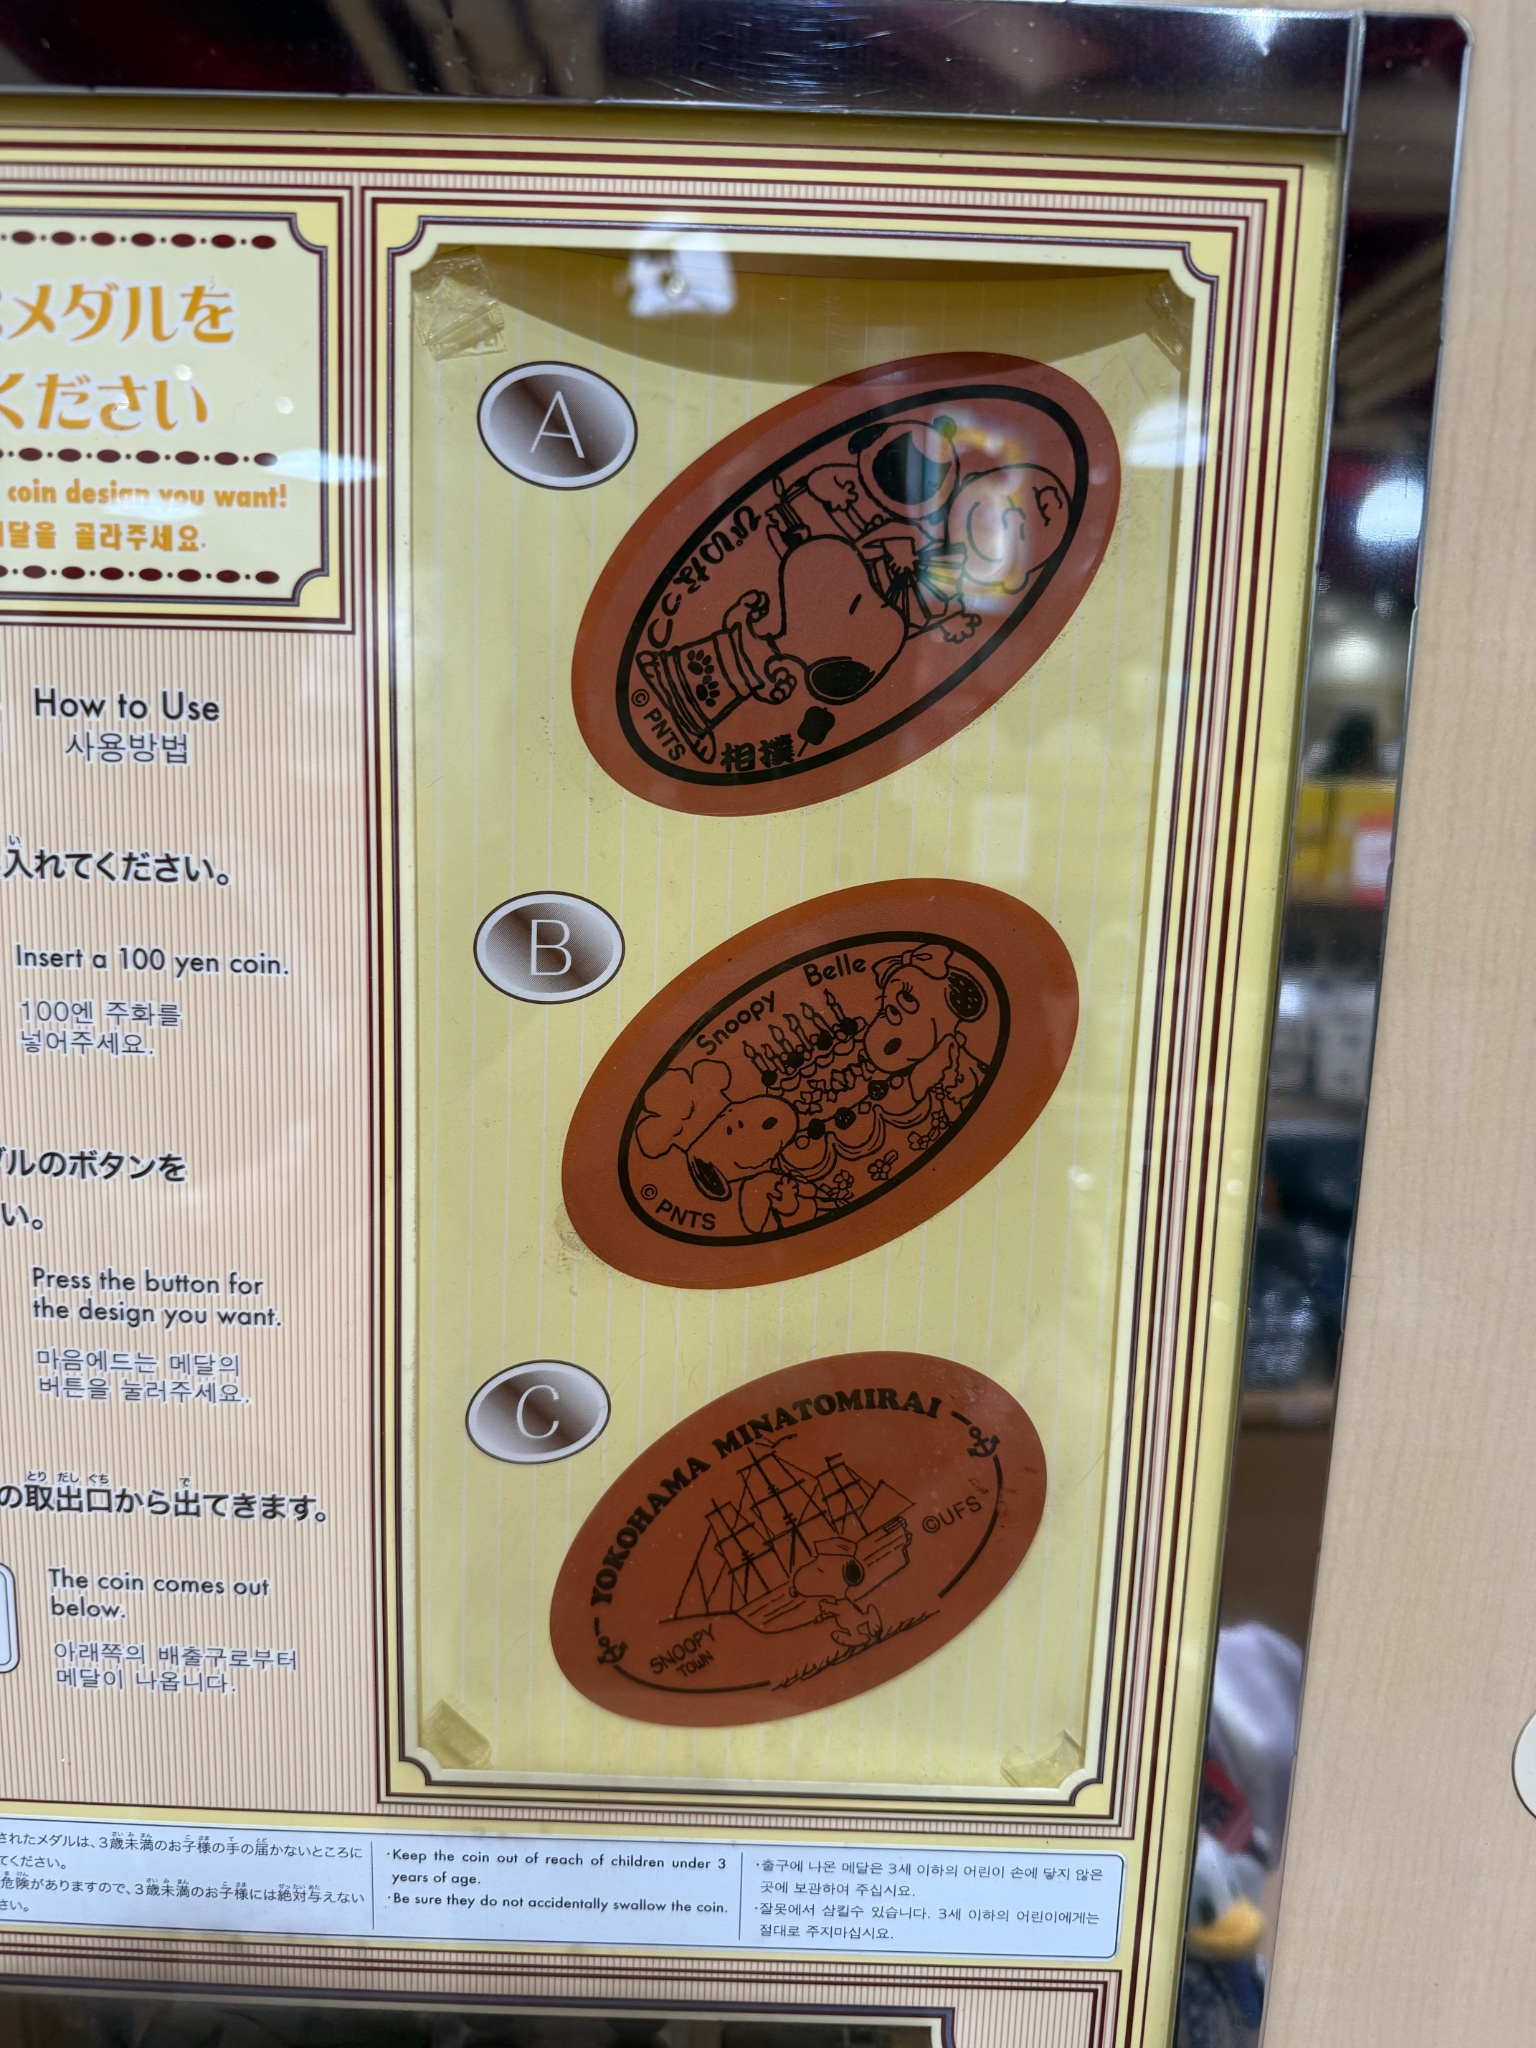 メダルを
ください
coin design you want!
메달을 골라주세요.
How to Use
사용방법
い
入れてください。
Insert a 100 yen coin.
100엔 주화를
넣어주세요.
ダルのボタンを
い。
Press the button for
the design you want.
마음에드는 메달의
버튼을 눌러주세요.
とり だし ぐち で
の取出口から出てきます。
The coin comes out
below.
아래쪽의 배출구로부터
메달이 나옵니다.
A
© PNTS
相撲
B
Snoopy Belle
© PNTS
C
YOKOHAMA MINATOMIRAI
©UFS
SNOOPY
TOWN
されたメダルは、3歳未満のお子様の手の届かないところに
てください。
危険がありますので、3歳未満のお子様には絶対与えない
さい。
・Keep the coin out of reach of children under 3
years of age.
・Be sure they do not accidentally swallow the coin.
・출구에 나온 메달은 3세 이하의 어린이 손에 닿지 않은
곳에 보관하여 주십시요.
・잘못에서 삼킬수 있습니다. 3세 이하의 어린이에게는
절대로 주지마십시요.